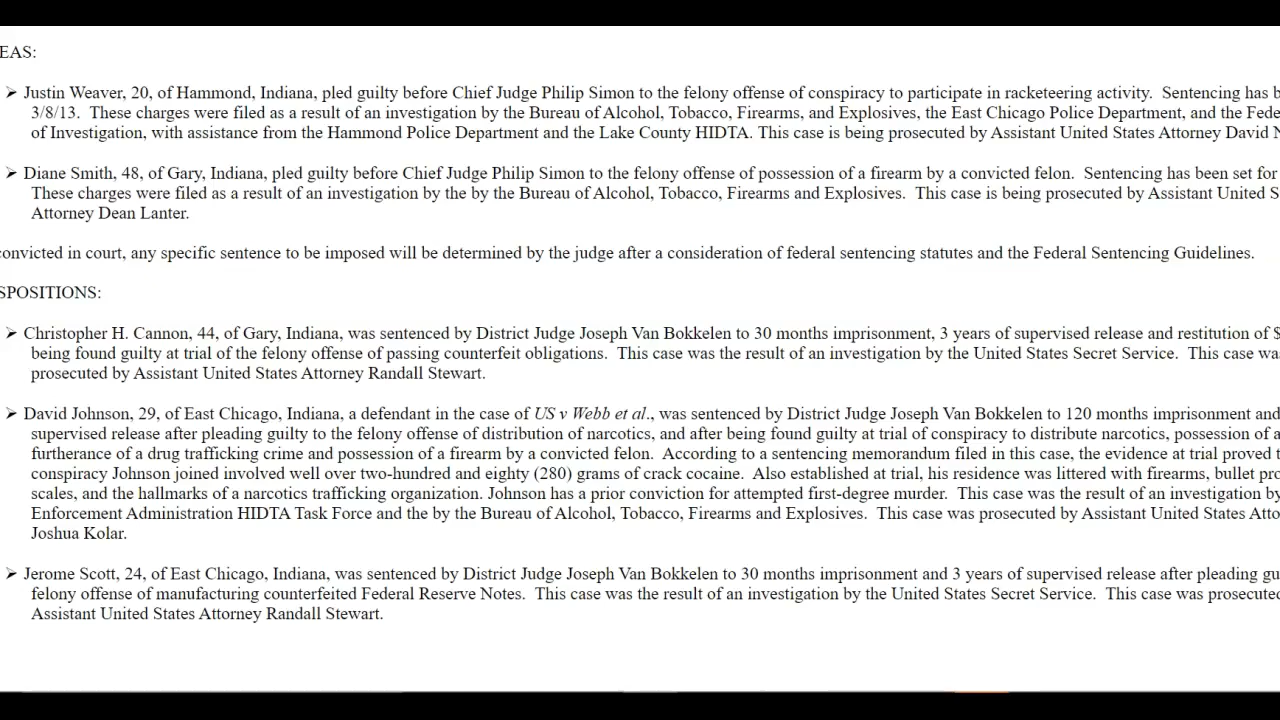 EAS:
➢ Justin Weaver, 20, of Hammond, Indiana, pled guilty before Chief Judge Philip Simon to the felony offense of conspiracy to participate in racketeering activity. Sentencing has b
3/8/13. These charges were filed as a result of an investigation by the Bureau of Alcohol, Tobacco, Firearms, and Explosives, the East Chicago Police Department, and the Fede
of Investigation, with assistance from the Hammond Police Department and the Lake County HIDTA. This case is being prosecuted by Assistant United States Attorney David N
➢ Diane Smith, 48, of Gary, Indiana, pled guilty before Chief Judge Philip Simon to the felony offense of possession of a firearm by a convicted felon. Sentencing has been set for
These charges were filed as a result of an investigation by the by the Bureau of Alcohol, Tobacco, Firearms and Explosives. This case is being prosecuted by Assistant United S
Attorney Dean Lanter.
convicted in court, any specific sentence to be imposed will be determined by the judge after a consideration of federal sentencing statutes and the Federal Sentencing Guidelines.
SPOSITIONS:
➢ Christopher H. Cannon, 44, of Gary, Indiana, was sentenced by District Judge Joseph Van Bokkelen to 30 months imprisonment, 3 years of supervised release and restitution of $
being found guilty at trial of the felony offense of passing counterfeit obligations. This case was the result of an investigation by the United States Secret Service. This case wa
prosecuted by Assistant United States Attorney Randall Stewart.
➢ David Johnson, 29, of East Chicago, Indiana, a defendant in the case of US v Webb et al., was sentenced by District Judge Joseph Van Bokkelen to 120 months imprisonment and
supervised release after pleading guilty to the felony offense of distribution of narcotics, and after being found guilty at trial of conspiracy to distribute narcotics, possession of a
furtherance of a drug trafficking crime and possession of a firearm by a convicted felon. According to a sentencing memorandum filed in this case, the evidence at trial proved t
conspiracy Johnson joined involved well over two-hundred and eighty (280) grams of crack cocaine. Also established at trial, his residence was littered with firearms, bullet pro
scales, and the hallmarks of a narcotics trafficking organization. Johnson has a prior conviction for attempted first-degree murder. This case was the result of an investigation by
Enforcement Administration HIDTA Task Force and the by the Bureau of Alcohol, Tobacco, Firearms and Explosives. This case was prosecuted by Assistant United States Atto
Joshua Kolar.
➢ Jerome Scott, 24, of East Chicago, Indiana, was sentenced by District Judge Joseph Van Bokkelen to 30 months imprisonment and 3 years of supervised release after pleading gu
felony offense of manufacturing counterfeited Federal Reserve Notes. This case was the result of an investigation by the United States Secret Service. This case was prosecuted
Assistant United States Attorney Randall Stewart.